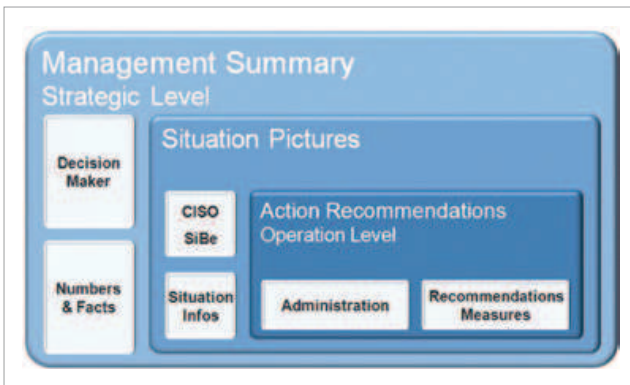 Management Summary
Strategic Level
Decision
Maker
Numbers
& Facts
Situation Pictures
CISO
SiBe
Situation
Infos
Action Recommendations
Operation Level
Administration
Recommendations
Measures